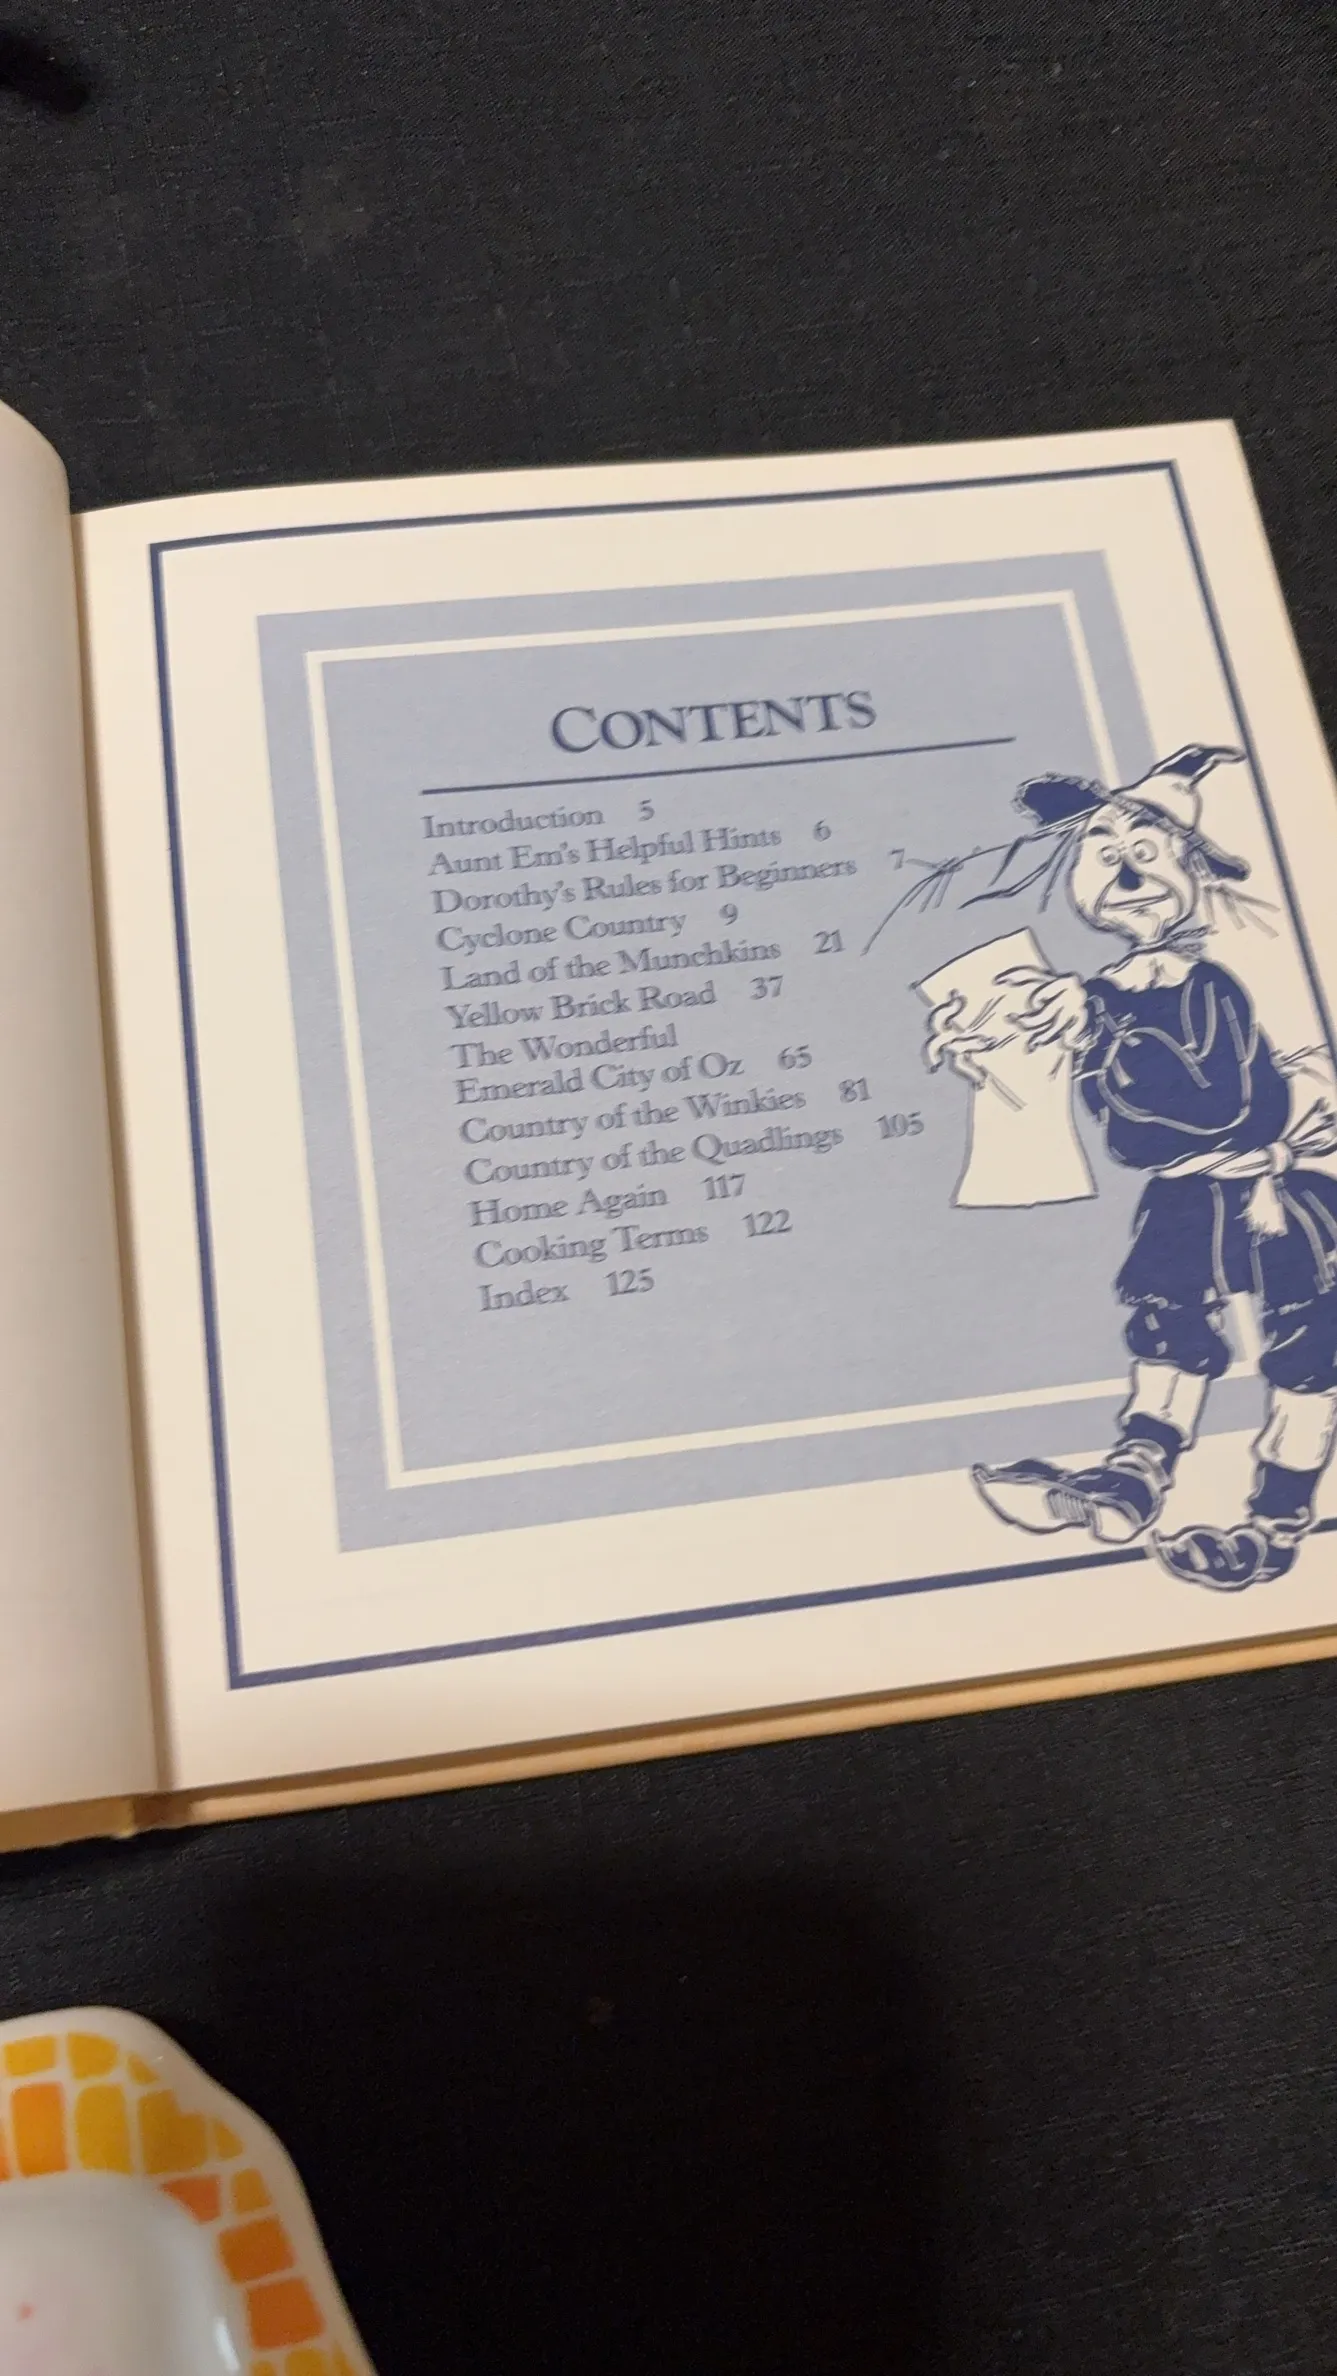 CONTENTS
Introduction 5
Aunt Em's Helpful Hints 6
Dorothy's Rules for Beginners 7
Cyclone Country 9
Land of the Munchkins 21
Yellow Brick Road 37
The Wonderful
Emerald City of Oz 65
Country of the Winkies 81
Country of the Quadlings 105
Home Again 117
Cooking Terms 122
Index 125